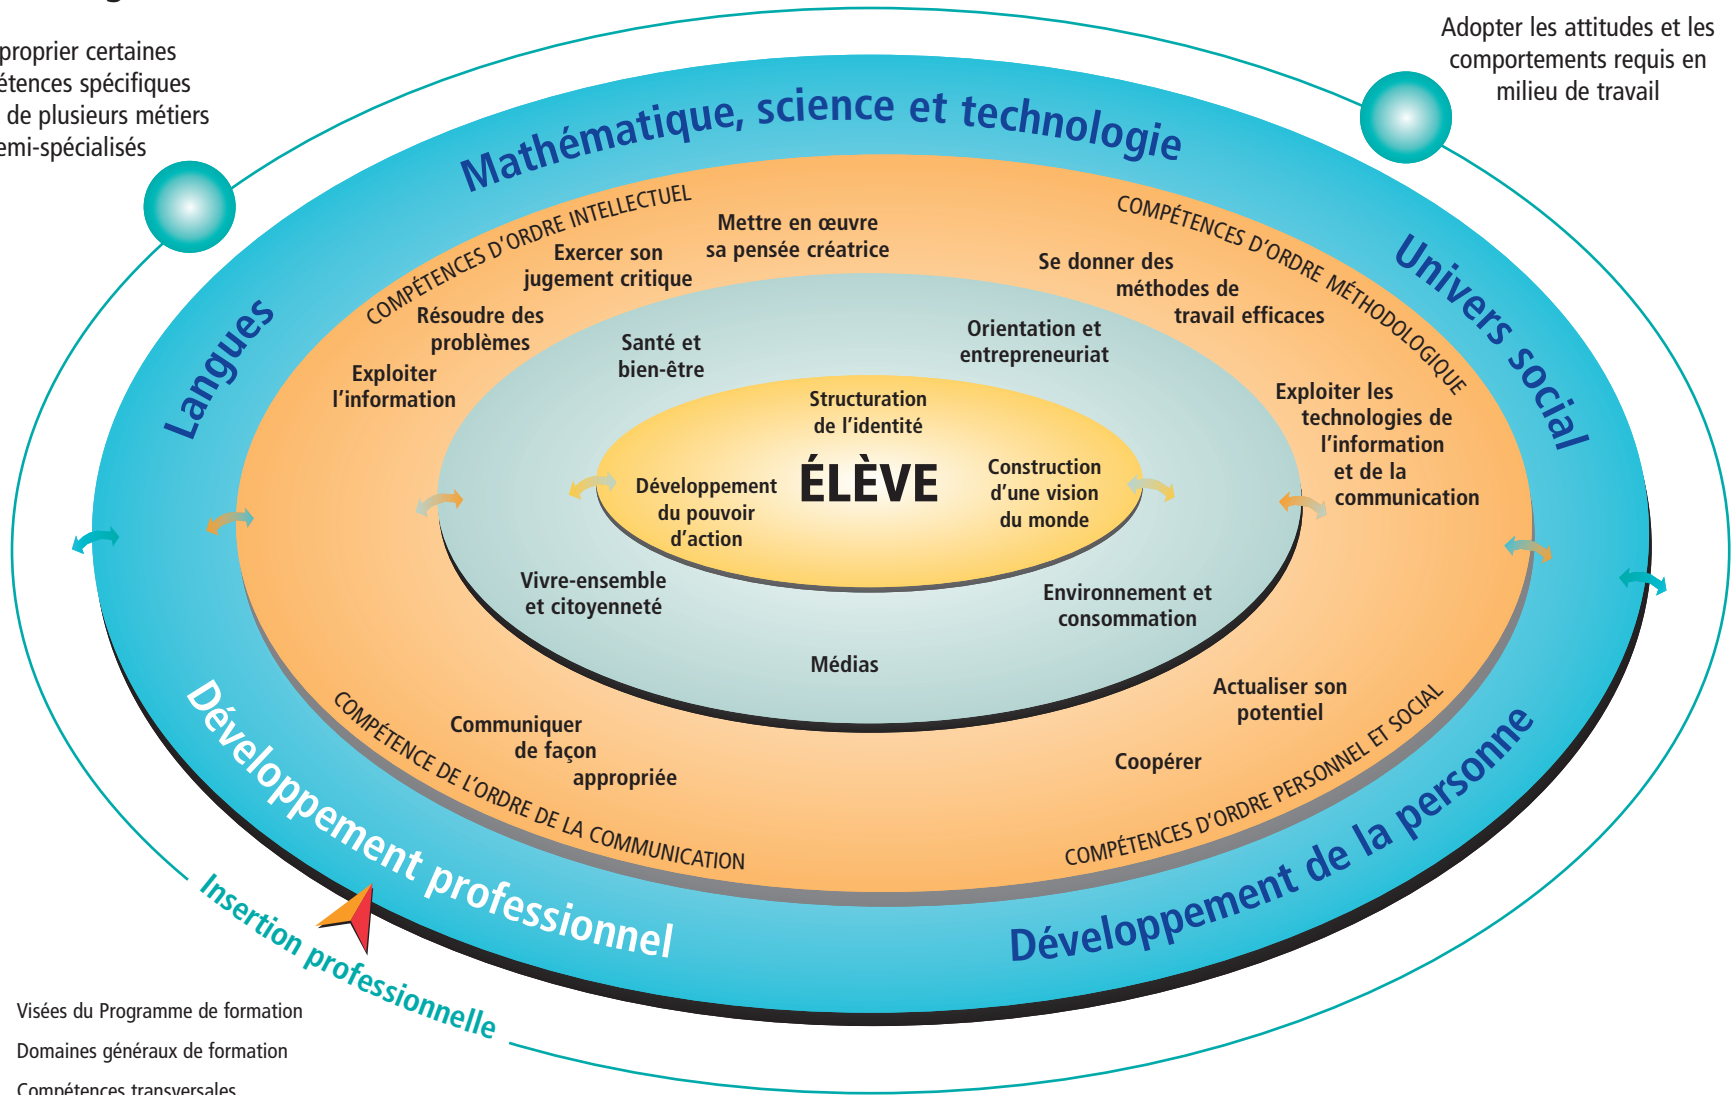 proprier certaines
étences spécifiques
de plusieurs métiers
emi-spécialisés
Adopter les attitudes et les
comportements requis en
milieu de travail
Mathématique, science et technologie
Langues
Univers social
COMPÉTENCES D'ORDRE INTELLECTUEL
Exploiter
l'information
Résoudre des
problèmes
Exercer son
jugement critique
Mettre en œuvre
sa pensée créatrice
COMPÉTENCES D'ORDRE MÉTHODOLOGIQUE
Se donner des
méthodes de
travail efficaces
Exploiter les
technologies de
l'information
et de la
communication
Santé et
bien-être
Orientation et
entrepreneuriat
Structuration
de l'identité
ÉLÈVE
Développement
du pouvoir
d'action
Construction
d'une vision
du monde
Vivre-ensemble
et citoyenneté
Environnement et
consommation
Médias
Communiquer
de façon
appropriée
COMPÉTENCE DE L'ORDRE DE LA COMMUNICATION
Actualiser son
potentiel
Coopérer
COMPÉTENCES D'ORDRE PERSONNEL ET SOCIAL
Développement professionnel
Développement de la personne
Insertion professionnelle
Visées du Programme de formation
Domaines généraux de formation
Compétences transversales